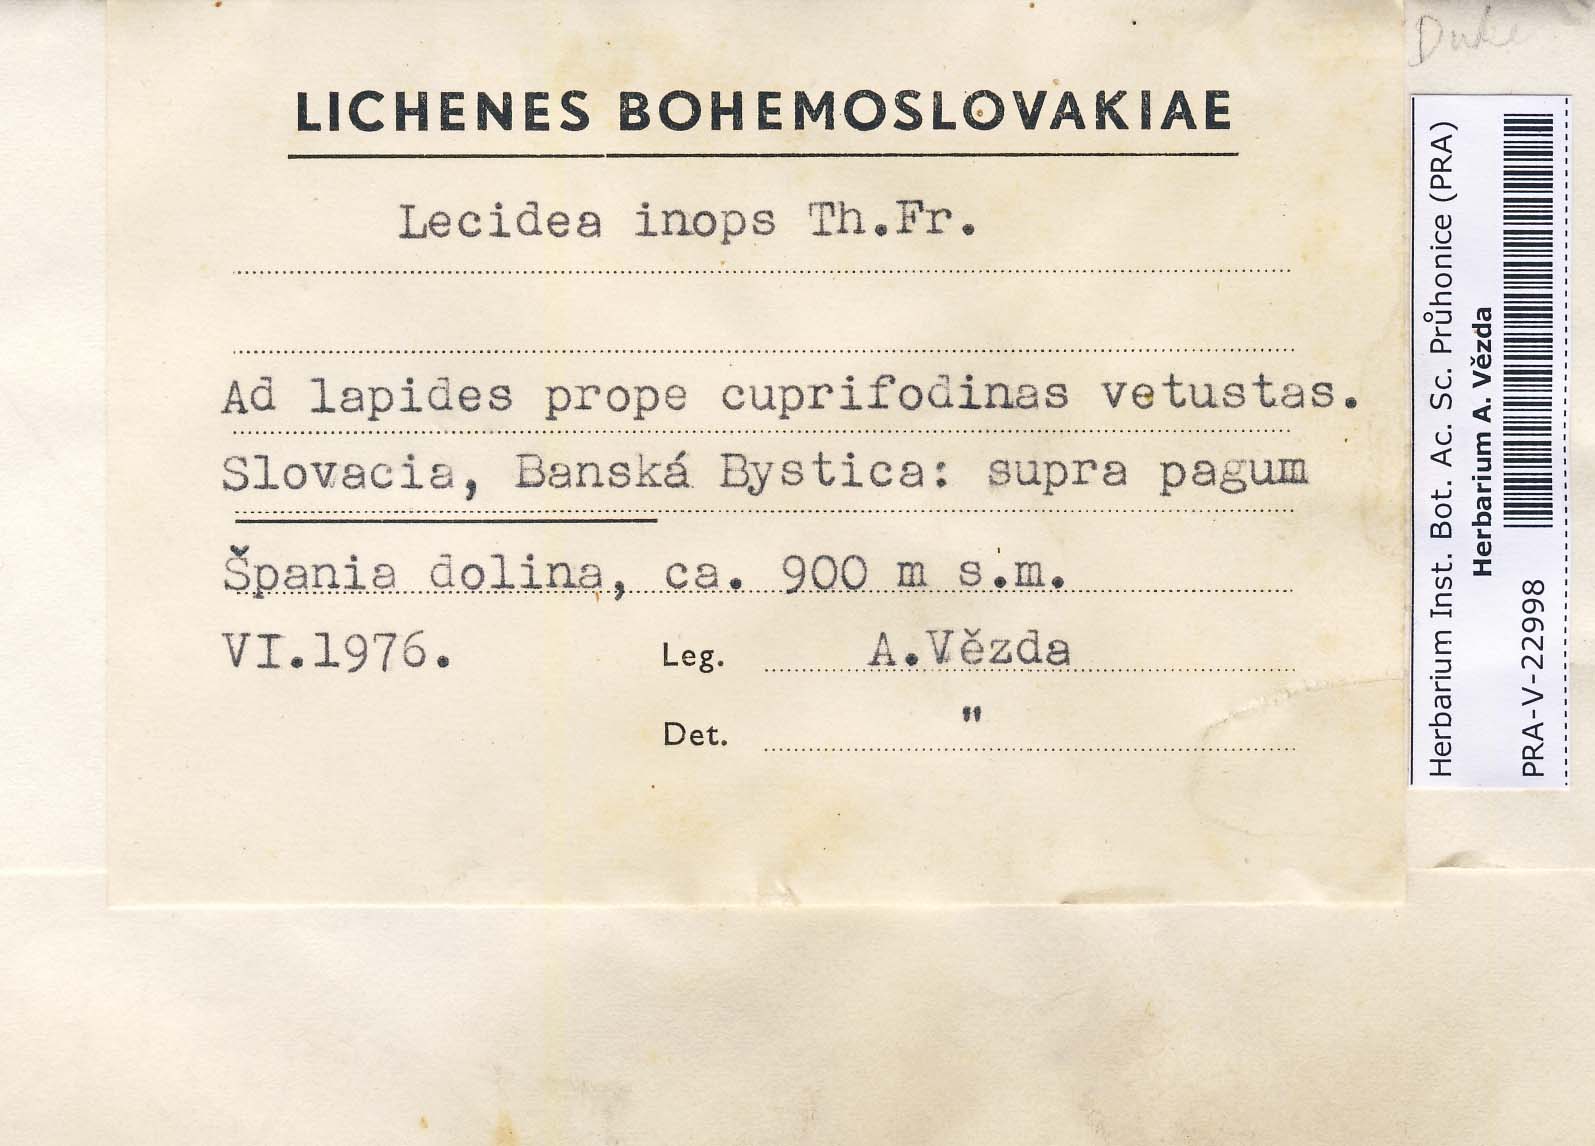 LICHENES BOHEMOSLOVAKIAE
Lecidea inops Th.Fr.
Ad lapides prope cuprifodinas vetustas.
Slovacia, Banská Bystica: supra pagum
Špania dolina, ca. 900 m s.m.
VI.1976. Leg. A.Vězda
Det. "
Duke
Herbarium Inst. Bot. Ac. Sc. Průhonice (PRA)
Herbarium A. Vězda
PRA-V-22998